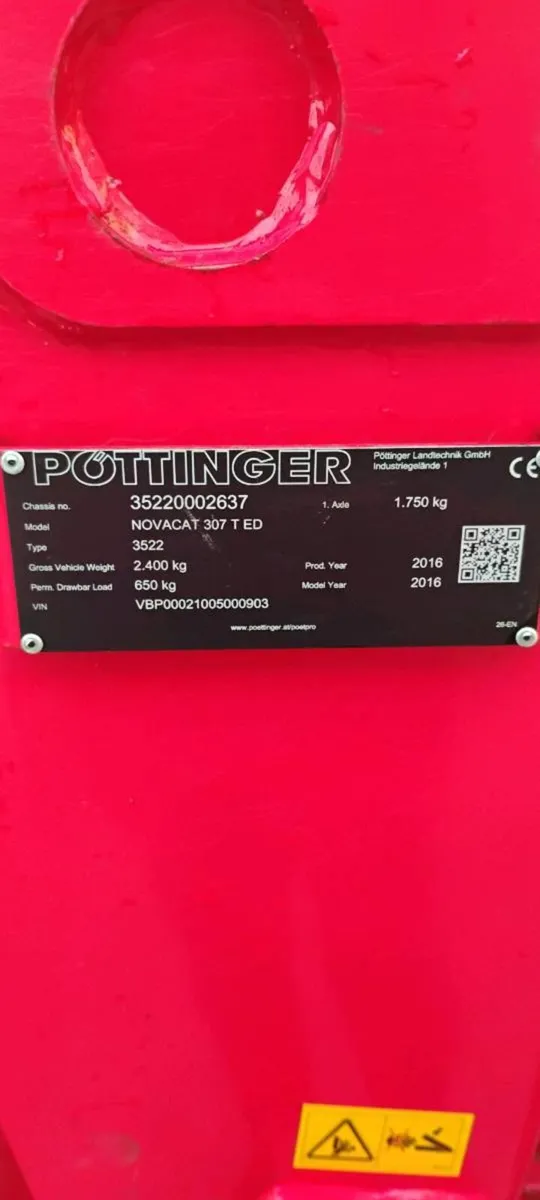 PÖTTINGER
Pöttinger Landtechnik GmbH
Industriegelände 1
CE
Chassis no. 35220002637 1. Axle 1.750 kg
Model NOVACAT 307 T ED
Type 3522
Gross Vehicle Weight 2.400 kg Prod. Year 2016
Perm. Drawbar Load 650 kg Model Year 2016
VIN VBP00021005000903
www.poettinger.at/poetpro
26-EN